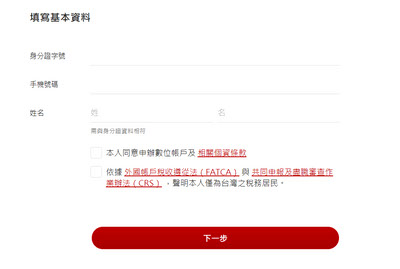 填寫基本資料
身分證字號
手機號碼
姓名 姓 名
需與身分證資料相符
本人同意申辦數位帳戶及 相關個資條款
依據 外國帳戶稅收遵從法（FATCA） 與 共同申報及盡職審查作
業辦法（CRS） ，聲明本人僅為台灣之稅務居民。
下一步